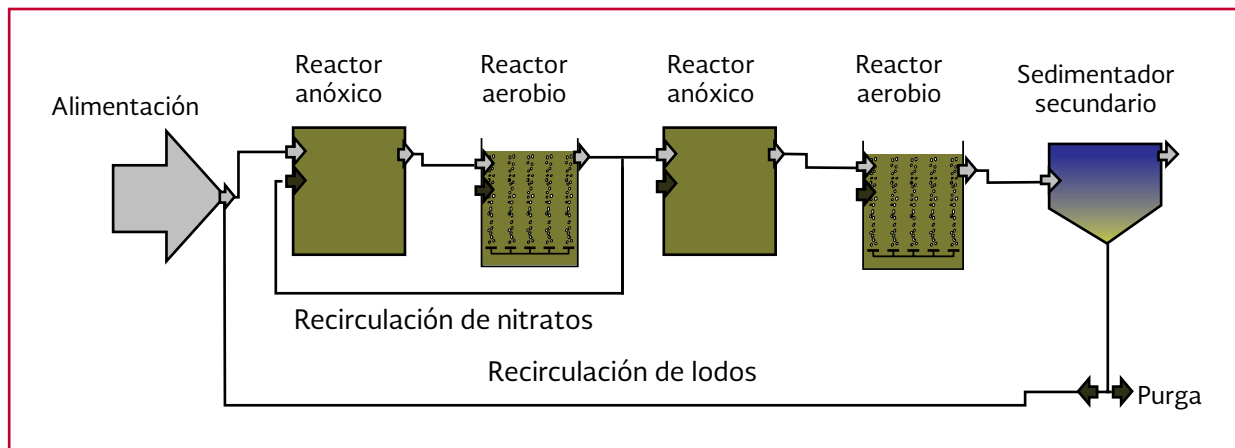 Alimentación
Reactor
anóxico
Reactor
aerobio
Reactor
anóxico
Reactor
aerobio
Sedimentador
secundario
Recirculación de nitratos
Recirculación de lodos
Purga